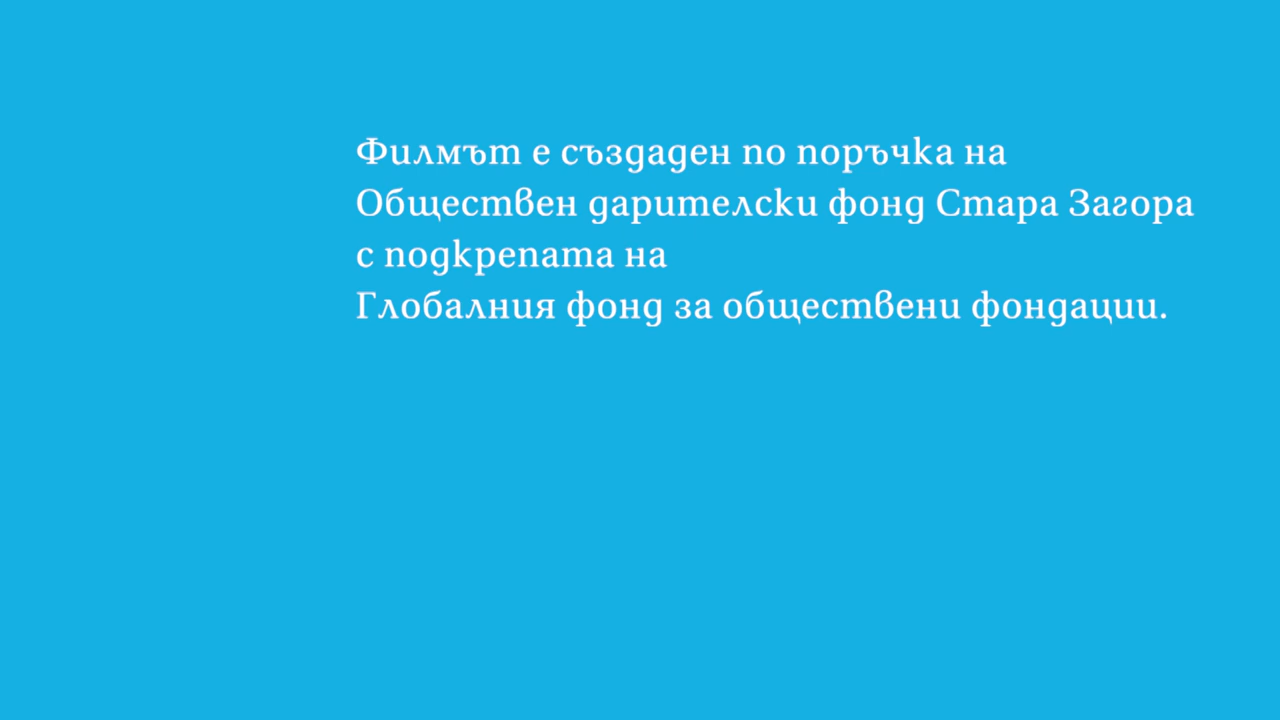 Филмът е създаден по поръчка на
Обществен дарителски фонд Стара Загора
с подкрепата на
Глобалния фонд за обществени фондации.